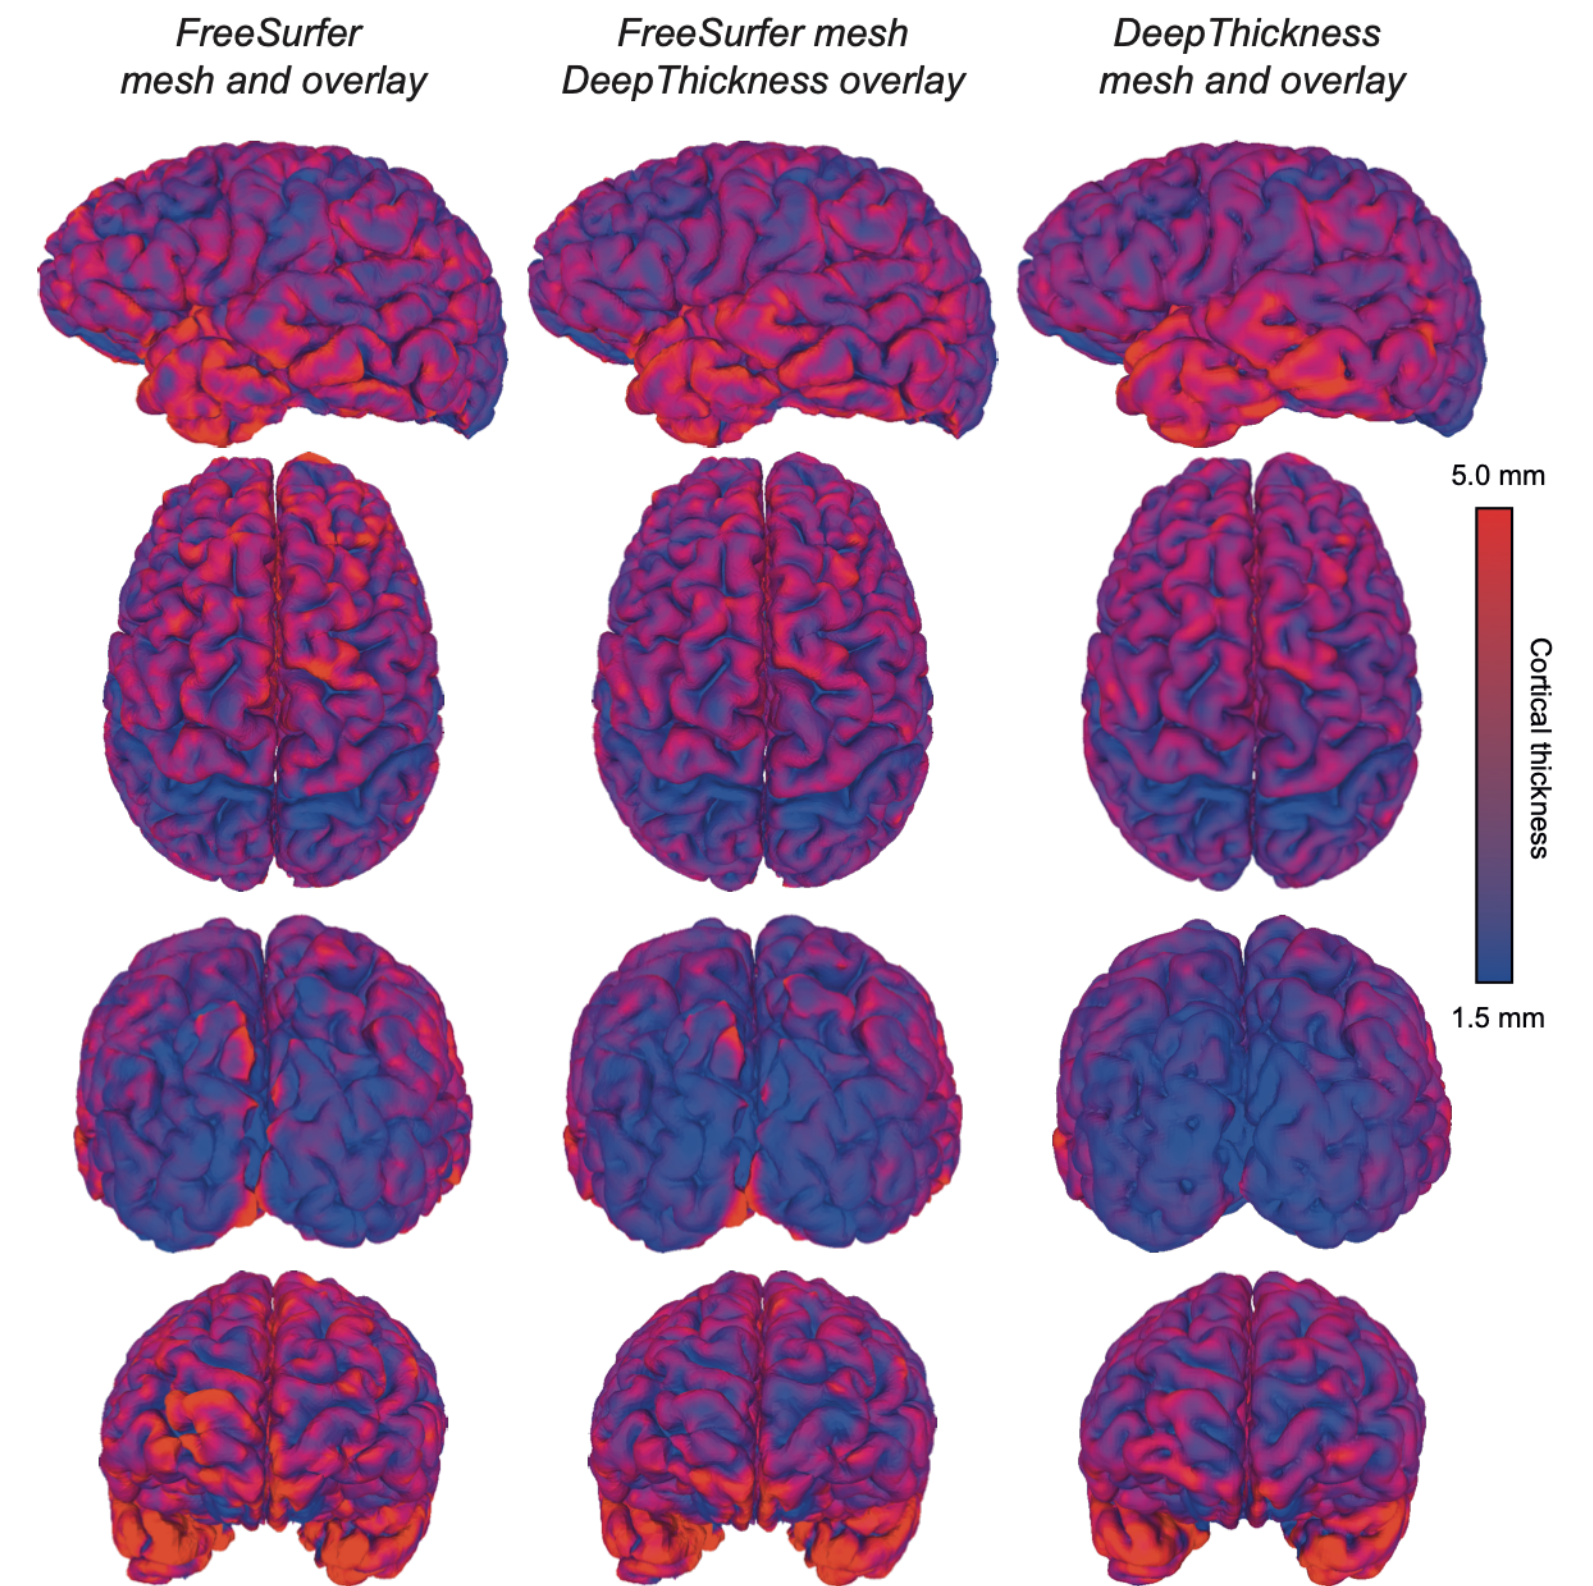 FreeSurfer
mesh and overlay
FreeSurfer mesh
DeepThickness overlay
DeepThickness
mesh and overlay
5.0 mm
Cortical thickness
1.5 mm